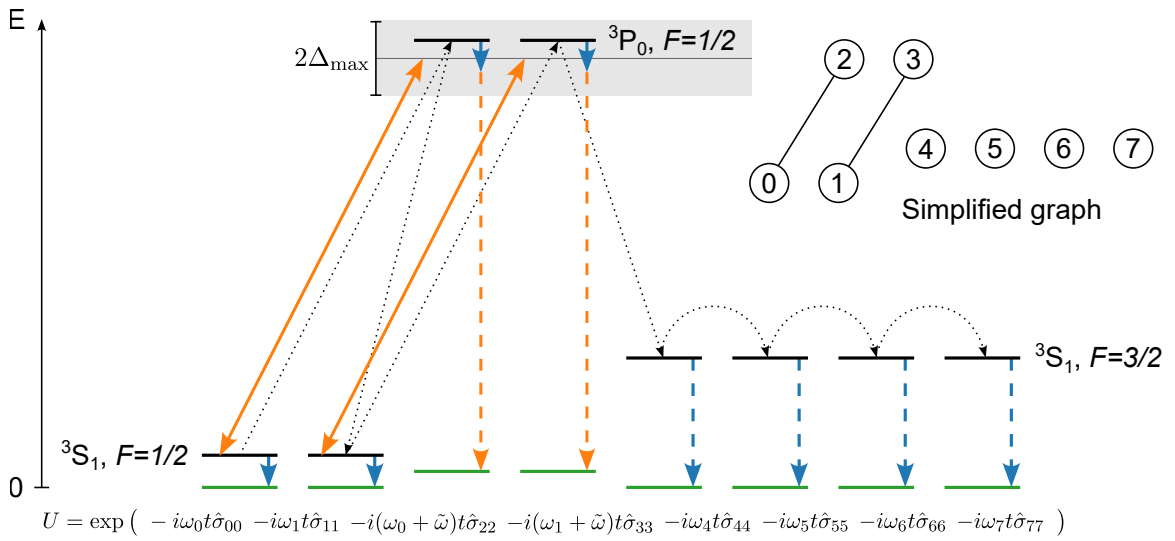 E
2Δ_max
³P₀, F=1/2
2 3
4 5 6 7
0 1
Simplified graph
³S₁, F=3/2
³S₁, F=1/2
0
U = exp ( − iω₀tσ̂₀₀ −iω₁tσ̂₁₁ −i(ω₀ + ω̃)tσ̂₂₂ −i(ω₁ + ω̃)tσ̂₃₃ −iω₄tσ̂₄₄ −iω₅tσ̂₅₅ −iω₆tσ̂₆₆ −iω₇tσ̂₇₇ )